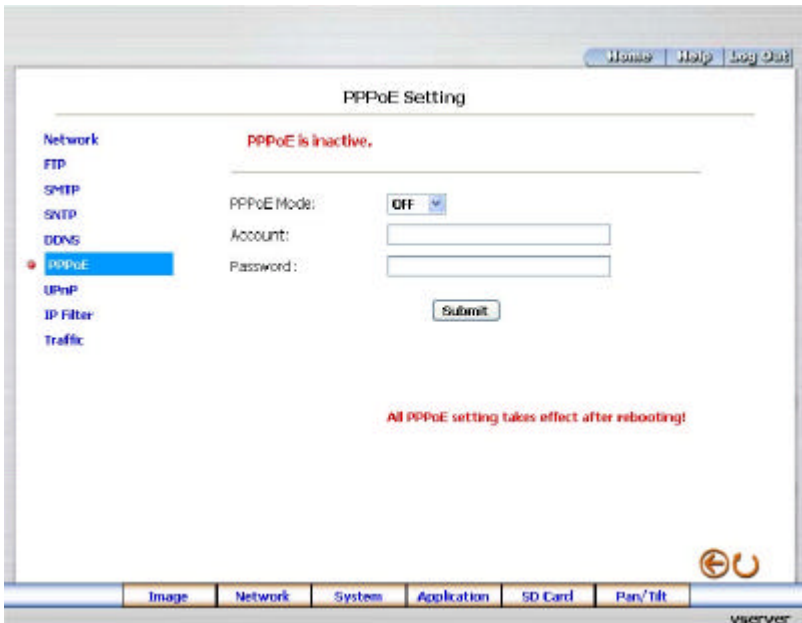 Home Help Log Out
PPPoE Setting
Network
PPPoE is inactive.
FTP
SMTP
SNTP
PPPoE Mode: OFF
DDNS
Account:
PPPoE
Password:
UPnP
IP Filter
Submit
Traffic
All PPPoE setting takes effect after rebooting!
Image Network System Application SD Card Pan/Tilt
vserver